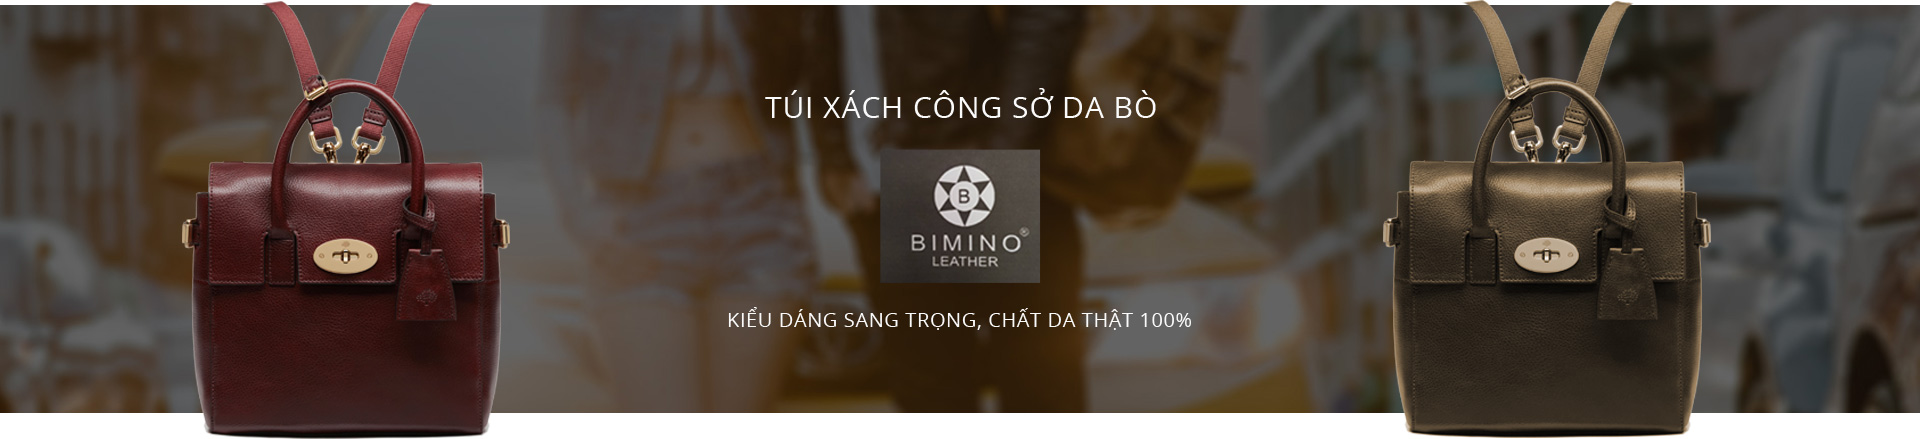 TÚI XÁCH CÔNG SỞ DA BÒ
B
BIMINO®
LEATHER
KIỂU DÁNG SANG TRỌNG, CHẤT DA THẬT 100%